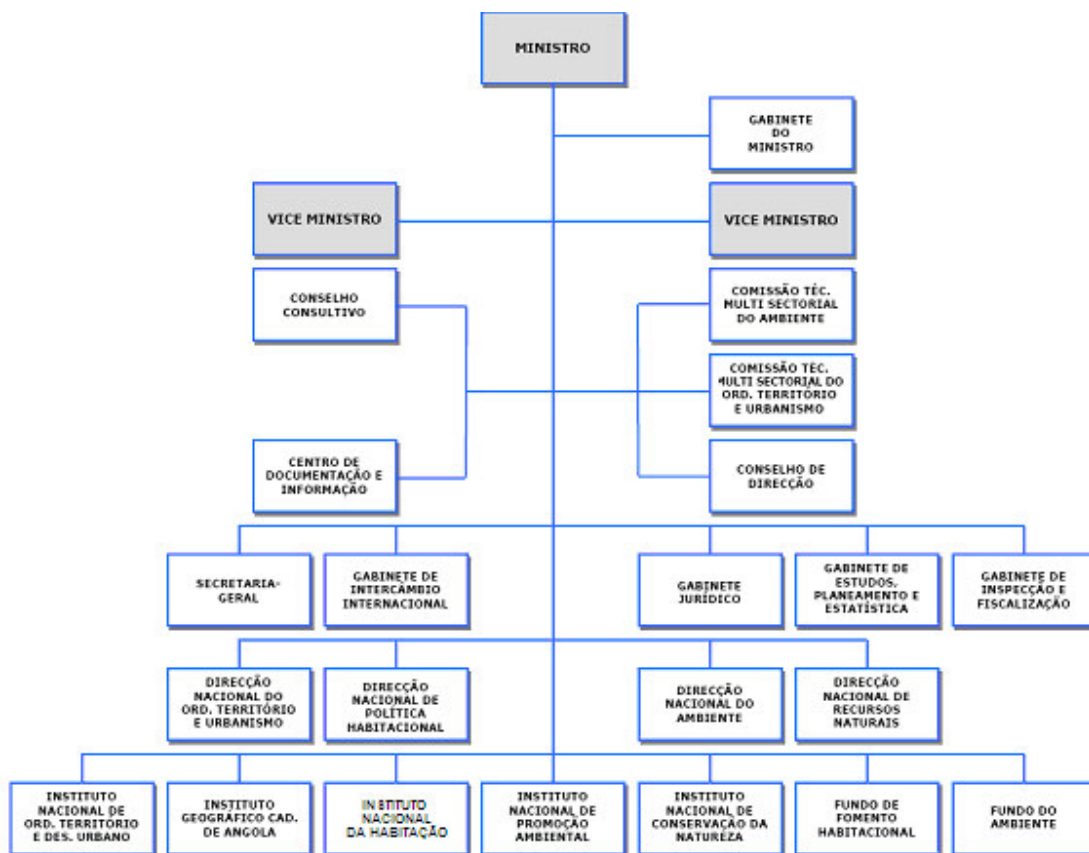 MINISTRO
GABINETE
DO
MINISTRO
VICE MINISTRO
VICE MINISTRO
CONSELHO
CONSULTIVO
COMISSÃO TÉC.
MULTI SECTORIAL
DO AMBIENTE
COMISSÃO TÉC.
MULTI SECTORIAL DO
ORD. TERRITÓRIO
E URBANISMO
CENTRO DE
DOCUMENTAÇÃO E
INFORMAÇÃO
CONSELHO DE
DIRECÇÃO
SECRETARIA-
GERAL
GABINETE DE
INTERCÂMBIO
INTERNACIONAL
GABINETE
JURÍDICO
GABINETE DE
ESTUDOS.
PLANEAMENTO E
ESTATÍSTICA
GABINETE DE
INSPECÇÃO E
FISCALIZAÇÃO
DIRECÇÃO
NACIONAL DO
ORD. TERRITÓRIO
E URBANISMO
DIRECÇÃO
NACIONAL DE
POLÍTICA
HABITACIONAL
DIRECÇÃO
NACIONAL DO
AMBIENTE
DIRECÇÃO
NACIONAL DE
RECURSOS
NATURAIS
INSTITUTO
NACIONAL DE
ORD. TERRITÓRIO
E DES. URBANO
INSTITUTO
GEOGRÁFICO CAD.
DE ANGOLA
INSTITUTO
NACIONAL
DA HABITAÇÃO
INSTITUTO
NACIONAL DE
PROMOÇÃO
AMBIENTAL
INSTITUTO
NACIONAL DE
CONSERVAÇÃO DA
NATUREZA
FUNDO DE
FOMENTO
HABITACIONAL
FUNDO DO
AMBIENTE